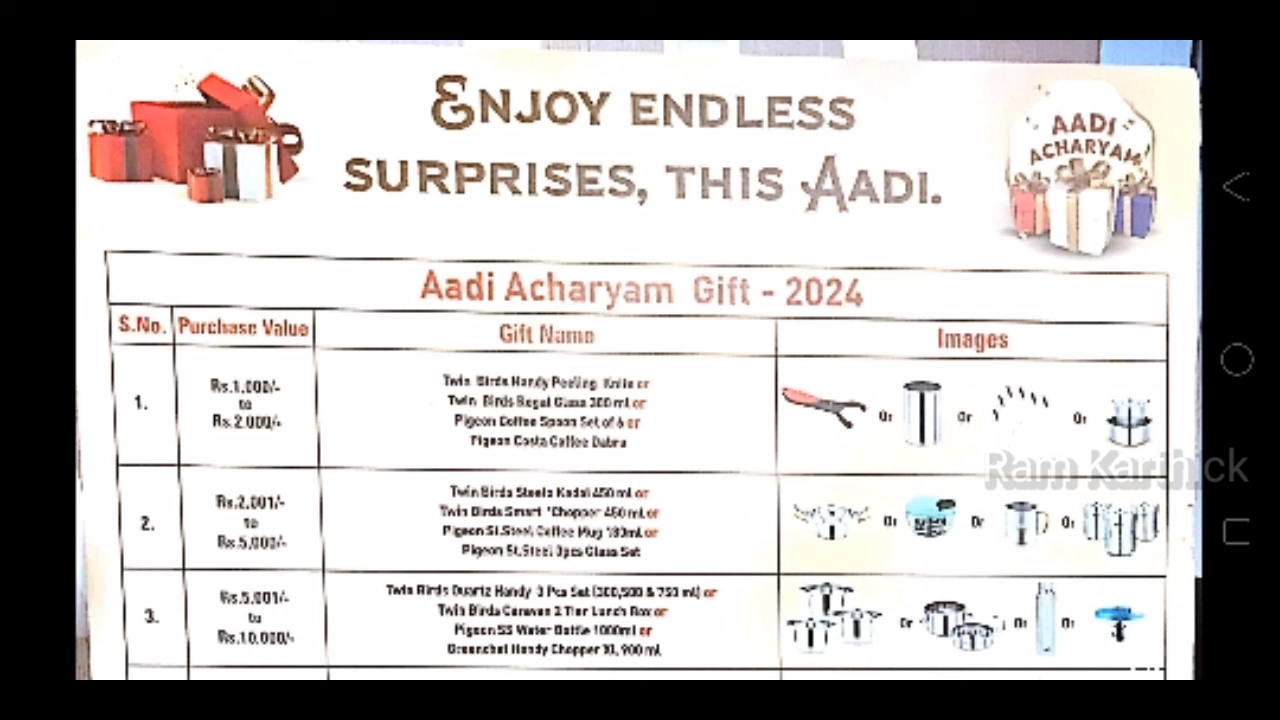 ENJOY ENDLESS
SURPRISES, THIS AADI.
AADI
ACHARYAM
Aadi Acharyam Gift - 2024
S.No. Purchase Value Gift Name Images
1.
Rs.1,000/-
to
Rs.2,000/-
Twin Birds Handy Peeling Knife or
Twin Birds Regal Glass 300 ml or
Pigeon Coffee Spoon Set of 6 or
Pigeon Costa Coffee Dabra
Or Or Or
2.
Rs.2,001/-
to
Rs.5,000/-
Twin Birds Steelo Kadai 450 ml or
Twin Birds Smart Chopper 450 ml or
Pigeon St.Steel Coffee Mug 180ml or
Pigeon St.Steel 3pcs Glass Set
Or Or Or
3.
Rs.5,001/-
to
Rs.10,000/-
Twin Birds Quartz Handy 3 Pcs Set (300,500 & 750 ml) or
Twin Birds Caravan 2 Tier Lunch Box or
Pigeon SS Water Bottle 1000ml or
Greenchef Handy Chopper XL 900 ml
Or Or Or
Ram Karthick